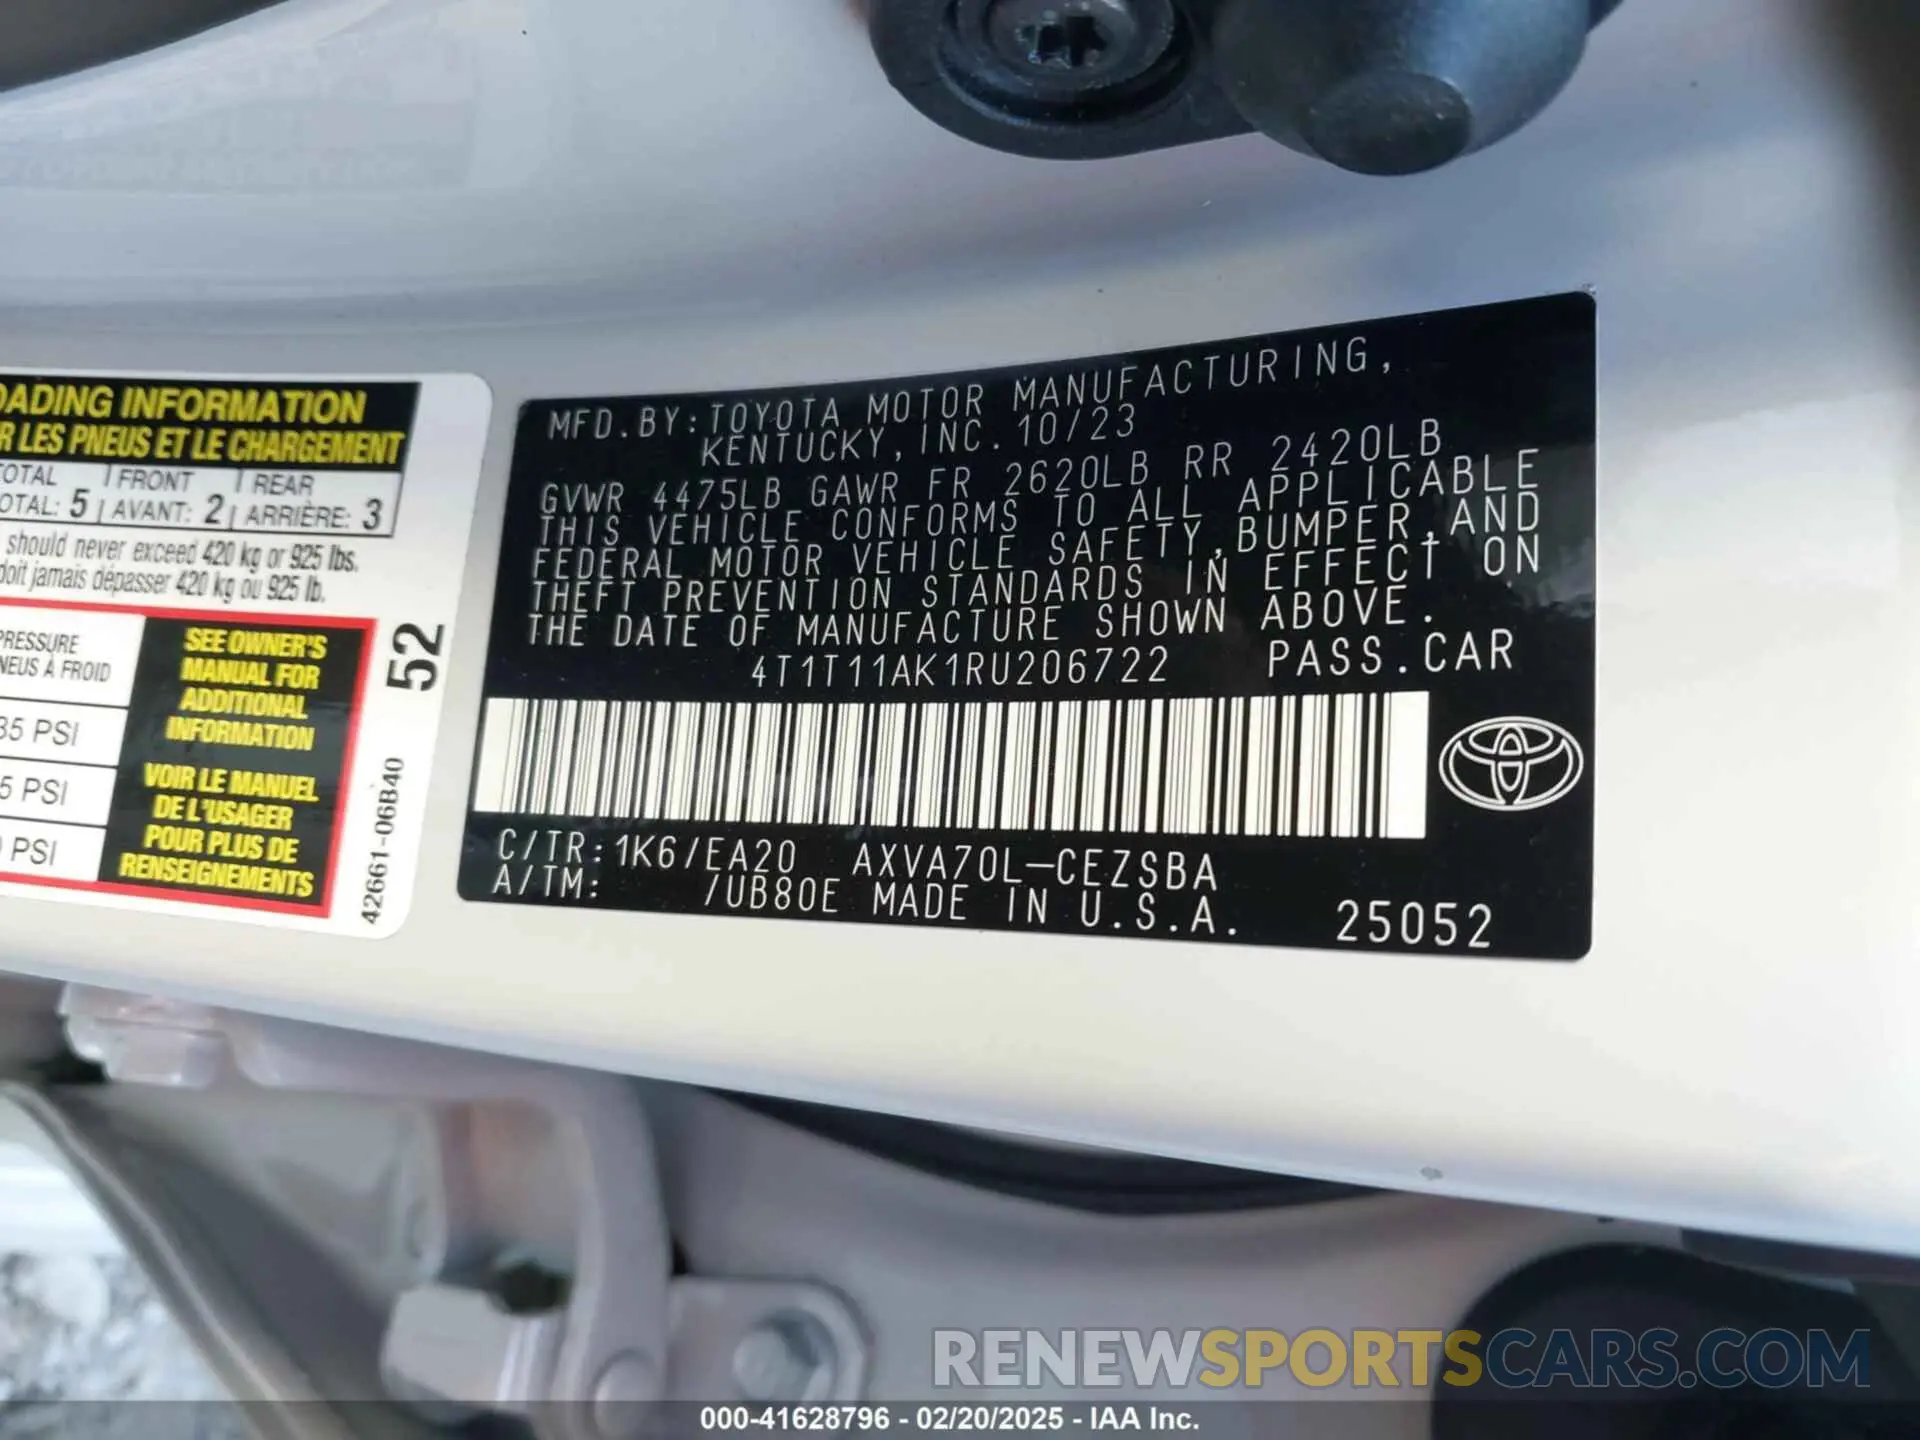 OADING INFORMATION
R LES PNEUS ET LE CHARGEMENT
OTAL FRONT REAR
OTAL: 5 AVANT: 2 ARRIÈRE: 3
should never exceed 420 kg or 925 lbs.
doit jamais dépasser 420 kg ou 925 lb.
PRESSURE
NEUS À FROID
35 PSI
5 PSI
PSI
SEE OWNER'S
MANUAL FOR
ADDITIONAL
INFORMATION
VOIR LE MANUEL
DE L'USAGER
POUR PLUS DE
RENSEIGNEMENTS
52
42661-06B40
MFD.BY:TOYOTA MOTOR MANUFACTURING,
KENTUCKY,INC.10/23
GVWR 4475LB GAWR FR 2620LB RR 2420LB
THIS VEHICLE CONFORMS TO ALL APPLICABLE
FEDERAL MOTOR VEHICLE SAFETY,BUMPER,AND
THEFT PREVENTION STANDARDS IN EFFECT ON
THE DATE OF MANUFACTURE SHOWN ABOVE.
4T1T11AK1RU206722 PASS.CAR
C/TR:1K6/EA20 AXVA70L-CEZSBA
A/TM: /UB80E MADE IN U.S.A. 25052
RENEWSPORTSCARS.COM
000-41628796 - 02/20/2025 - IAA Inc.